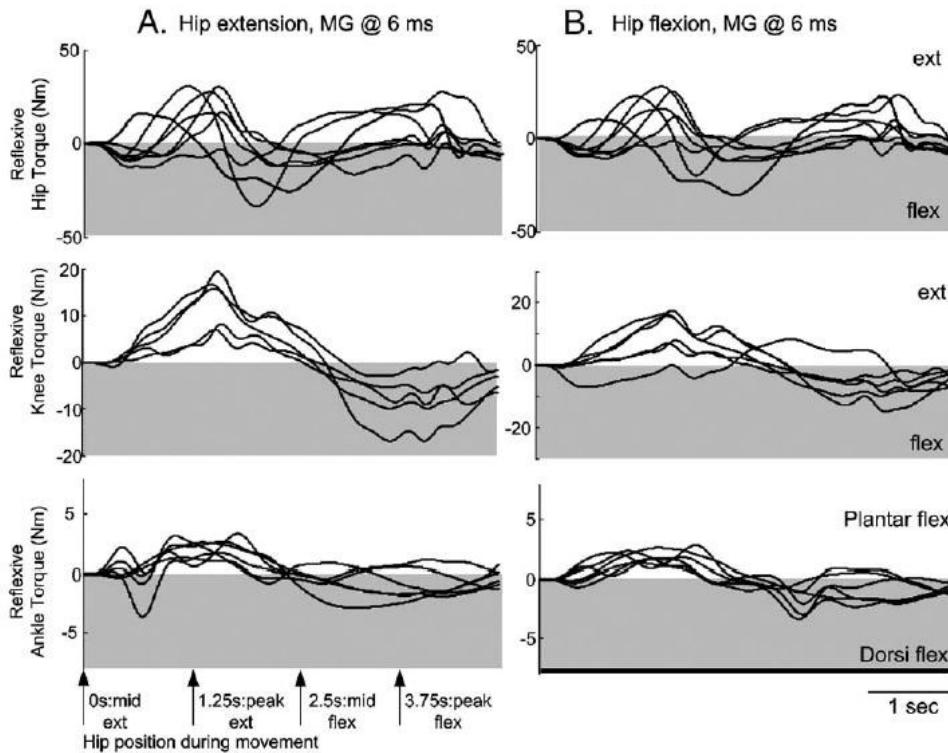 A. Hip extension, MG @ 6 ms
B. Hip flexion, MG @ 6 ms
Reflexive
Hip Torque (Nm)
50
0
-50
50
0
-50
ext
flex
Reflexive
Knee Torque (Nm)
20
10
0
-10
-20
20
0
-20
ext
flex
Reflexive
Ankle Torque (Nm)
5
0
-5
5
0
-5
Plantar flex
Dorsi flex
0s:mid
ext
1.25s:peak
ext
2.5s:mid
flex
3.75s:peak
flex
Hip position during movement
1 sec